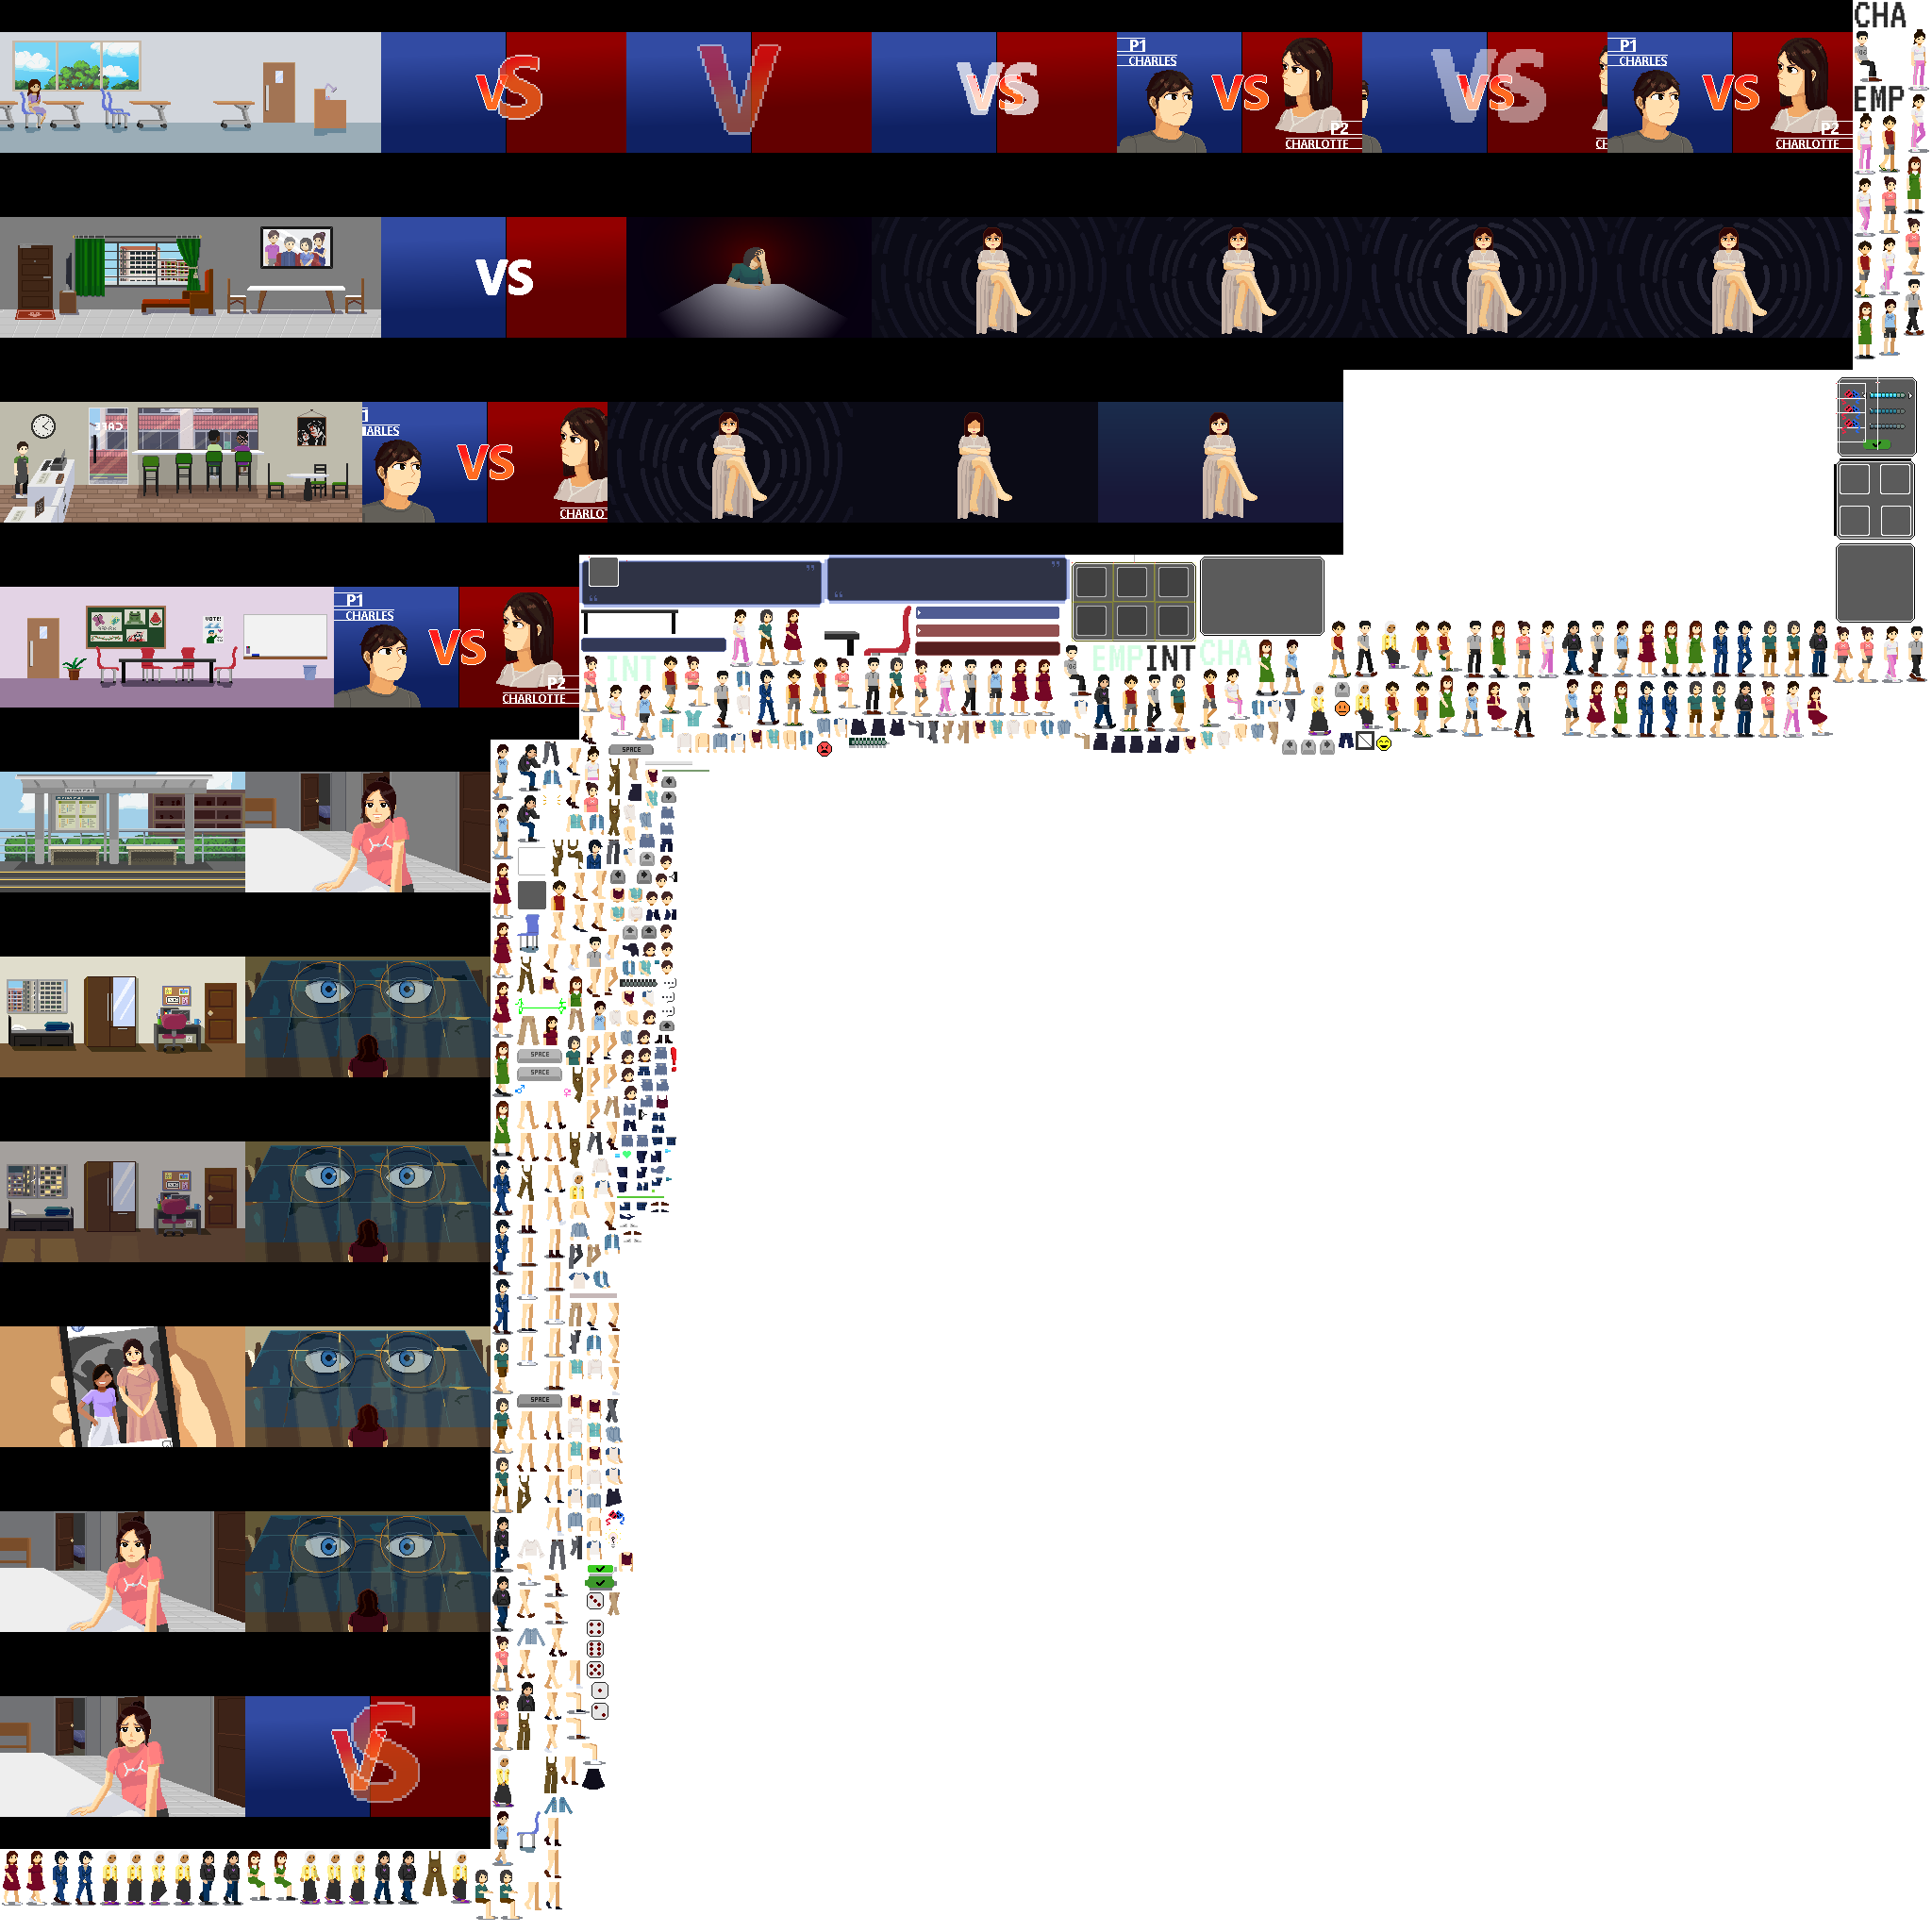 CHA
P1
CHARLES
VS
P2
CHARLOTTE
VS
P1
CHARLES
VS
P2
CHARLOTTE
VS
V
VS
EMP
VS
CAFE
ARLES
VS
CHARLO
P1
CHARLES
VS
P2
CHARLOTTE
VOTE!
INT
EMP
INT
CHA
SPACE
SPACE
SPACE
SPACE
VS